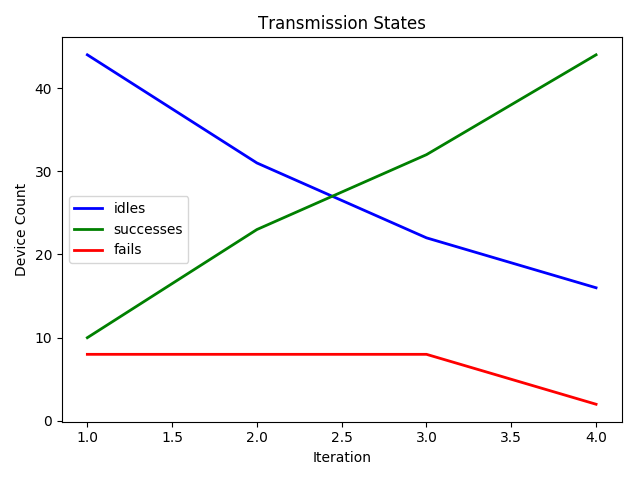 Transmission States
Device Count
40
30
20
10
0
idles
successes
fails
1.0 1.5 2.0 2.5 3.0 3.5 4.0
Iteration